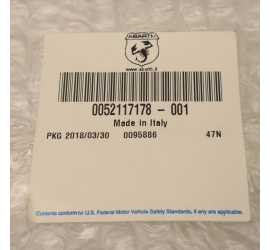 ABARTH
www.abarth.it
0052117178 - 001
Made in Italy
PKG 2018/03/30 0095886 47N
Contents conform to U.S. Federal Motor Vehicle Safety Standards, if any are applicable.